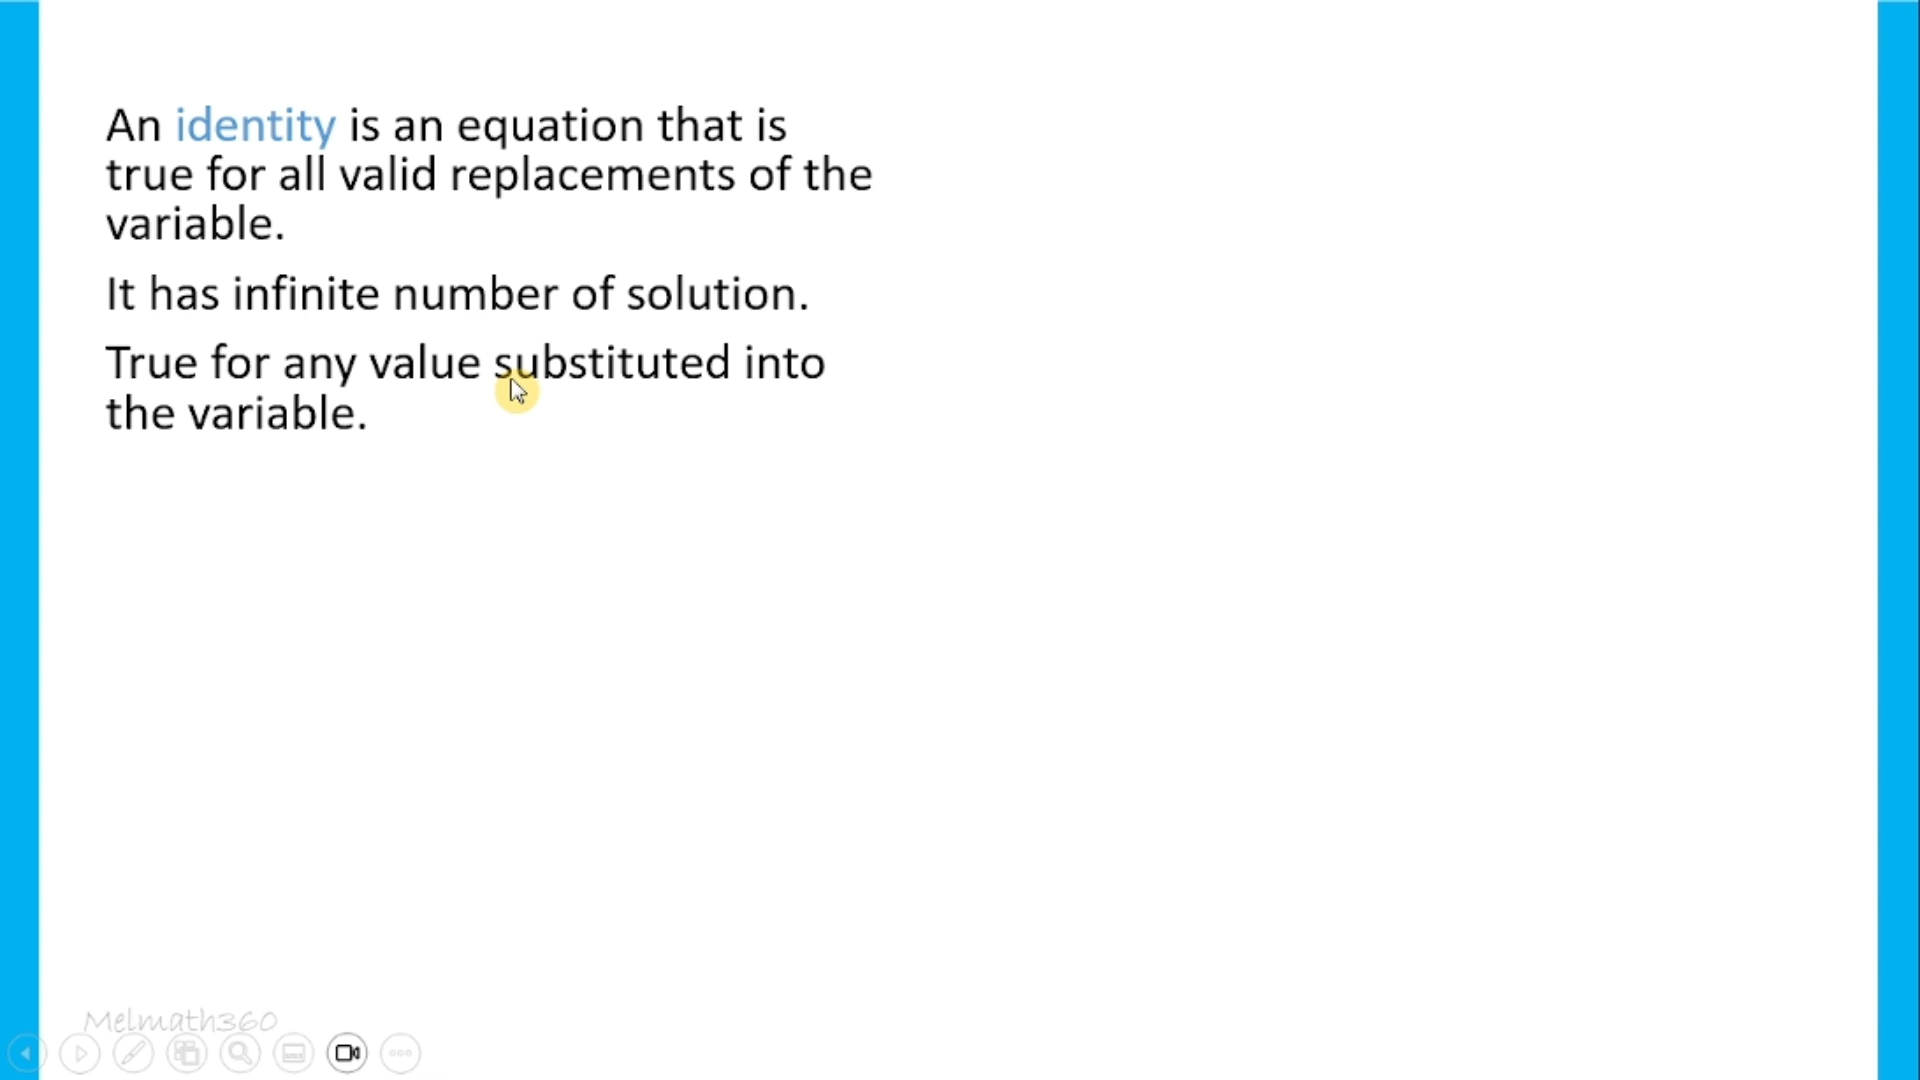 An identity is an equation that is
true for all valid replacements of the
variable.
It has infinite number of solution.
True for any value substituted into
the variable.
Melmath360